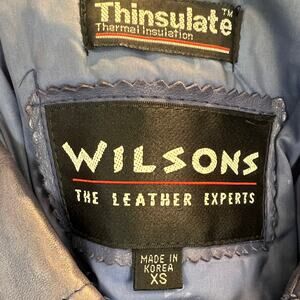 Thinsulate™
Thermal Insulation
WILSONS
THE LEATHER EXPERTS
MADE IN
KOREA
XS